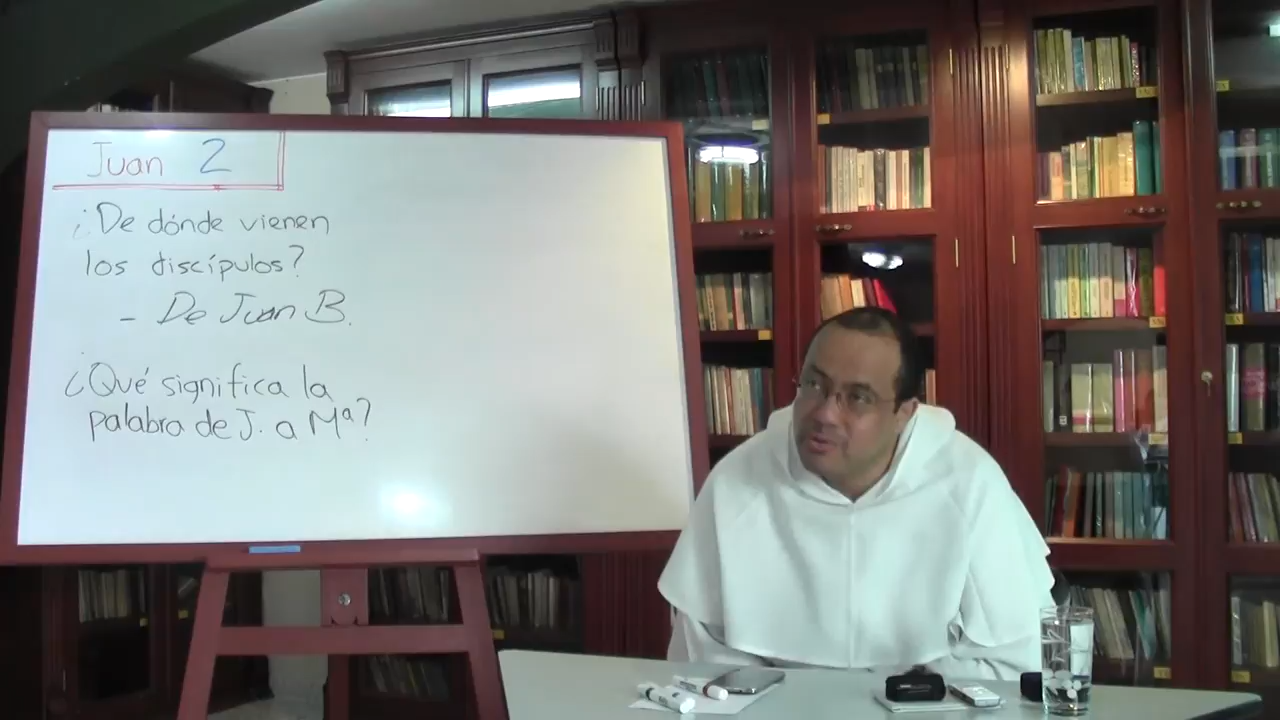 Juan 2
¿De dónde vienen
los discípulos?
- De Juan B.
¿Qué significa la
palabra de J. a Mª?